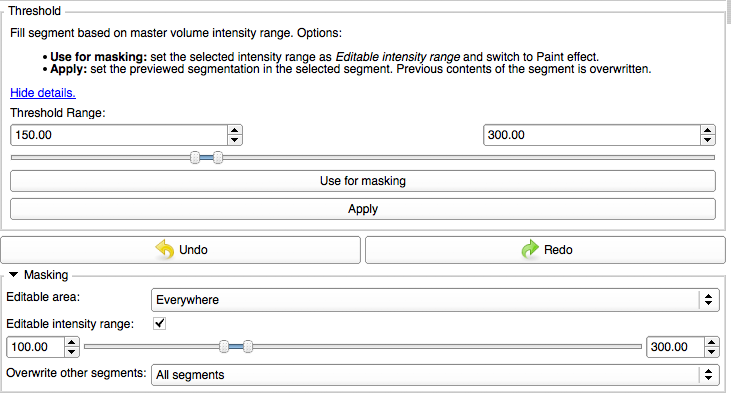 Threshold
Fill segment based on master volume intensity range. Options:
• Use for masking: set the selected intensity range as Editable intensity range and switch to Paint effect.
• Apply: set the previewed segmentation in the selected segment. Previous contents of the segment is overwritten.
Hide details.
Threshold Range:
150.00 300.00
Use for masking
Apply
Undo Redo
Masking
Editable area: Everywhere
Editable intensity range:
100.00 300.00
Overwrite other segments: All segments